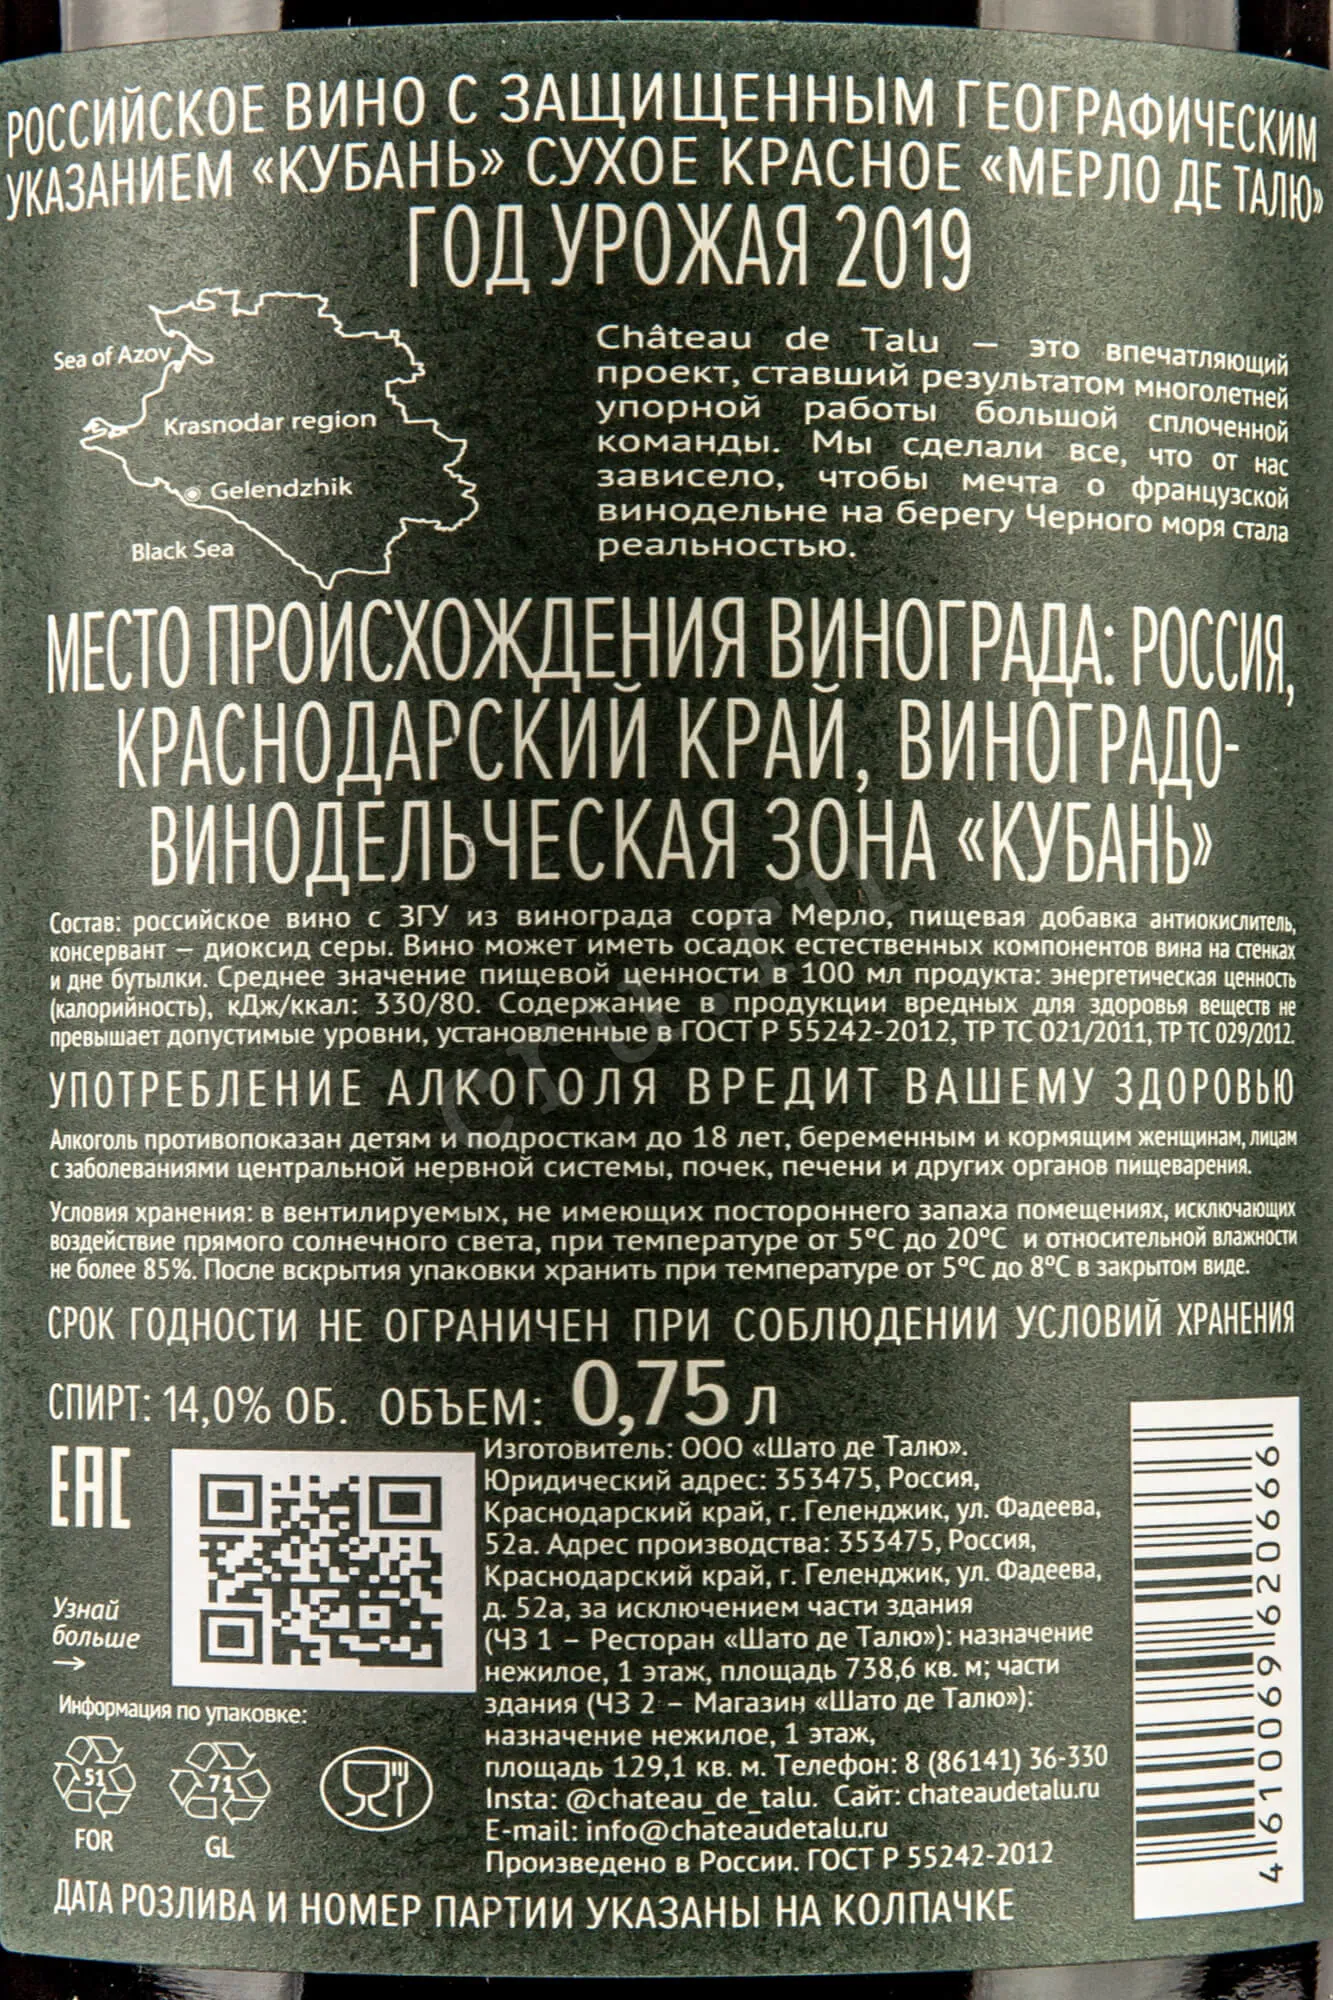 РОССИЙСКОЕ ВИНО С ЗАЩИЩЕННЫМ ГЕОГРАФИЧЕСКИМ
УКАЗАНИЕМ «КУБАНЬ» СУХОЕ КРАСНОЕ «МЕРЛО ДЕ ТАЛЮ»
ГОД УРОЖАЯ 2019
Sea of Azov
Krasnodar region
Gelendzhik
Black Sea
Château de Talu — это впечатляющий
проект, ставший результатом многолетней
упорной работы большой сплоченной
команды. Мы сделали все, что от нас
зависело, чтобы мечта о французской
винодельне на берегу Черного моря стала
реальностью.
МЕСТО ПРОИСХОЖДЕНИЯ ВИНОГРАДА: РОССИЯ,
КРАСНОДАРСКИЙ КРАЙ, ВИНОГРАДО-
ВИНОДЕЛЬЧЕСКАЯ ЗОНА «КУБАНЬ»
Состав: российское вино с ЗГУ из винограда сорта Мерло, пищевая добавка антиокислитель,
консервант — диоксид серы. Вино может иметь осадок естественных компонентов вина на стенках
и дне бутылки. Среднее значение пищевой ценности в 100 мл продукта: энергетическая ценность
(калорийность), кДж/ккал: 330/80. Содержание в продукции вредных для здоровья веществ не
превышает допустимые уровни, установленные в ГОСТ Р 55242-2012, ТР ТС 021/2011, ТР ТС 029/2012.
УПОТРЕБЛЕНИЕ АЛКОГОЛЯ ВРЕДИТ ВАШЕМУ ЗДОРОВЬЮ
Алкоголь противопоказан детям и подросткам до 18 лет, беременным и кормящим женщинам, лицам
с заболеваниями центральной нервной системы, почек, печени и других органов пищеварения.
Условия хранения: в вентилируемых, не имеющих постороннего запаха помещениях, исключающих
воздействие прямого солнечного света, при температуре от 5°С до 20°С и относительной влажности
не более 85%. После вскрытия упаковки хранить при температуре от 5°С до 8°С в закрытом виде.
СРОК ГОДНОСТИ НЕ ОГРАНИЧЕН ПРИ СОБЛЮДЕНИИ УСЛОВИЙ ХРАНЕНИЯ
СПИРТ: 14,0% ОБ. ОБЪЕМ: 0,75 л
ЕАС
Узнай
больше
→
Информация по упаковке:
51
FOR
71
GL
Изготовитель: ООО «Шато де Талю».
Юридический адрес: 353475, Россия,
Краснодарский край, г. Геленджик, ул. Фадеева,
52а. Адрес производства: 353475, Россия,
Краснодарский край, г. Геленджик, ул. Фадеева,
д. 52а, за исключением части здания
(ЧЗ 1 – Ресторан «Шато де Талю»): назначение
нежилое, 1 этаж, площадь 738,6 кв. м; части
здания (ЧЗ 2 – Магазин «Шато де Талю»):
назначение нежилое, 1 этаж,
площадь 129,1 кв. м. Телефон: 8 (86141) 36-330
Insta: @chateau_de_talu. Сайт: chateaudetalu.ru
E-mail: info@chateaudetalu.ru
Произведено в России. ГОСТ Р 55242-2012
4 610069 620666
ДАТА РОЗЛИВА И НОМЕР ПАРТИИ УКАЗАНЫ НА КОЛПАЧКЕ
cru.ru